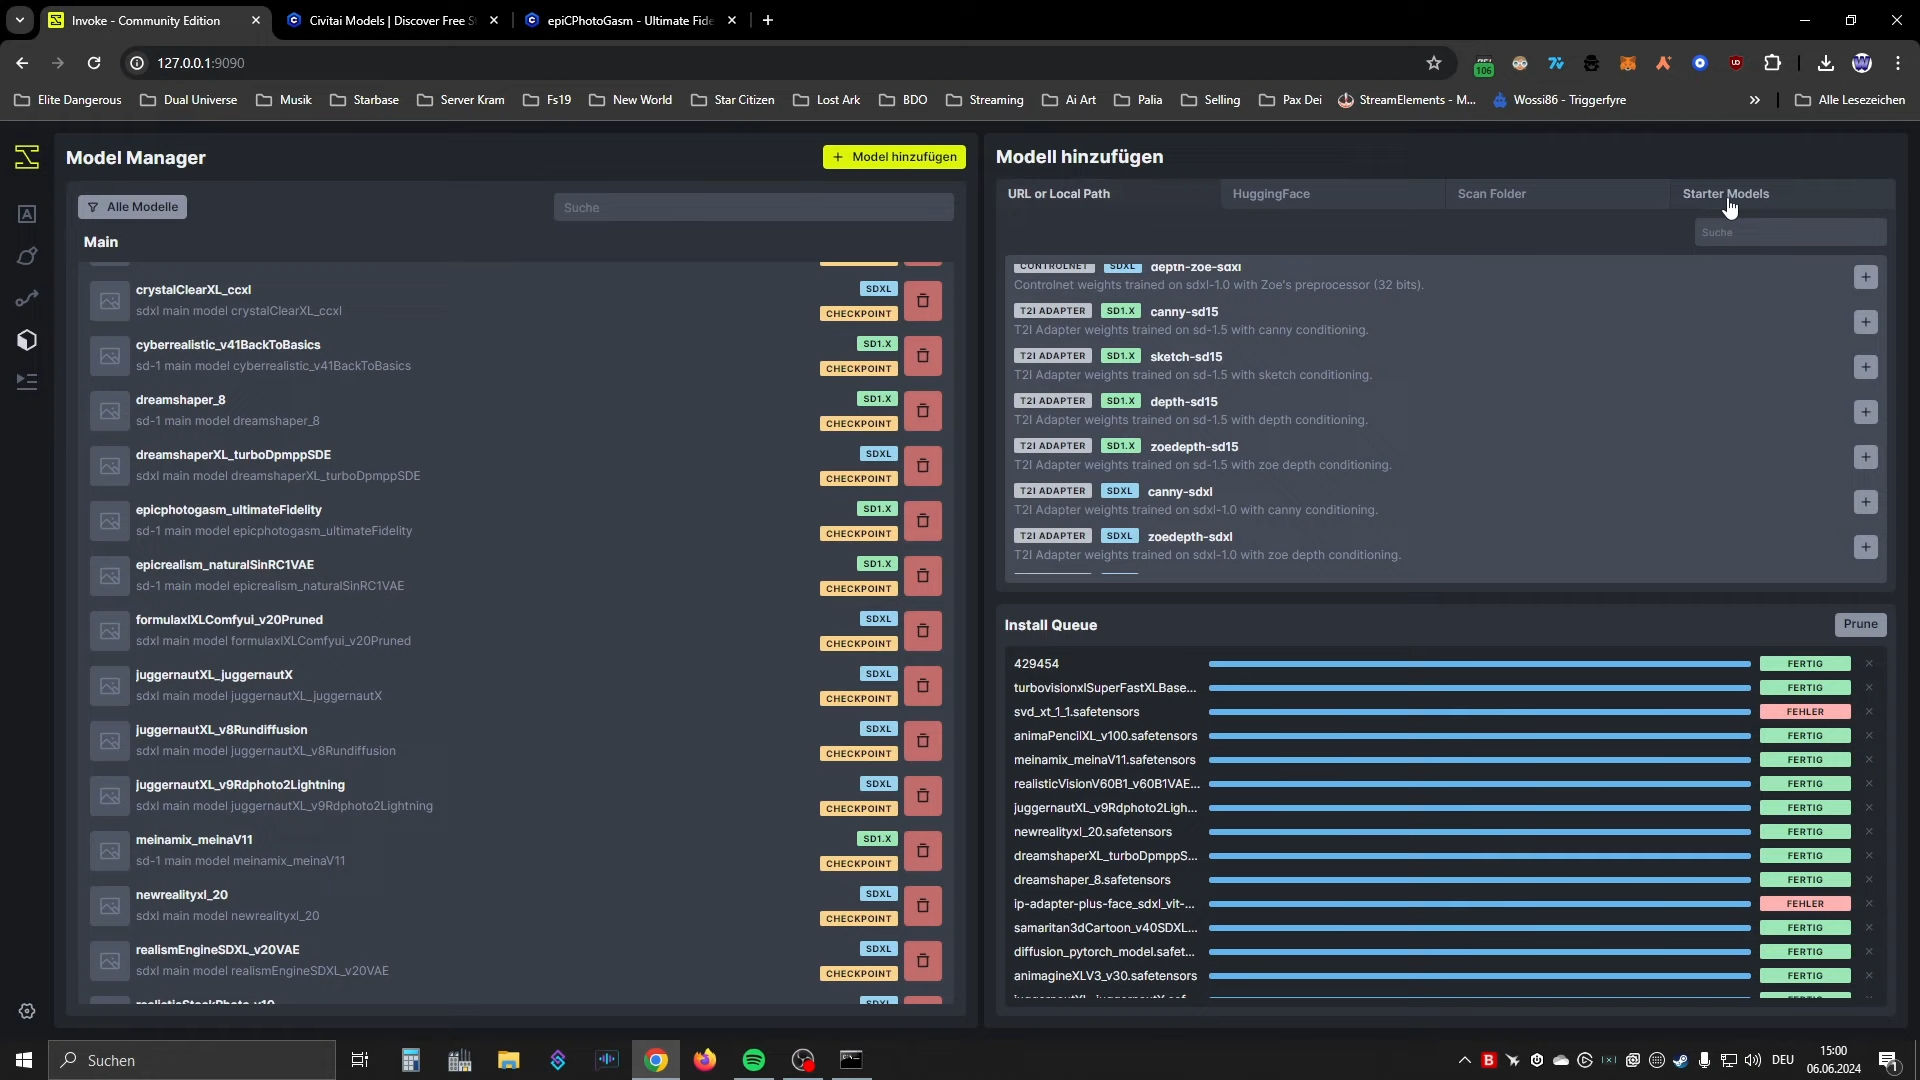 Invoke - Community Edition
Civitai Models | Discover Free S
epiCPhotoGasm - Ultimate Fide
127.0.0.1:9090
106
Elite Dangerous
Dual Universe
Musik
Starbase
Server Kram
Fs19
New World
Star Citizen
Lost Ark
BDO
Streaming
Ai Art
Palia
Selling
Pax Dei
StreamElements - M...
Wossi86 - Triggerfyre
Alle Lesezeichen
Model Manager
+ Model hinzufügen
Alle Modelle
Suche
Main
crystalClearXL_ccxl
SDXL
sdxl main model crystalClearXL_ccxl
CHECKPOINT
cyberrealistic_v41BackToBasics
SD1.X
sd-1 main model cyberrealistic_v41BackToBasics
CHECKPOINT
dreamshaper_8
SD1.X
sd-1 main model dreamshaper_8
CHECKPOINT
dreamshaperXL_turboDpmppSDE
SDXL
sdxl main model dreamshaperXL_turboDpmppSDE
CHECKPOINT
epicphotogasm_ultimateFidelity
SD1.X
sd-1 main model epicphotogasm_ultimateFidelity
CHECKPOINT
epicrealism_naturalSinRC1VAE
SD1.X
sd-1 main model epicrealism_naturalSinRC1VAE
CHECKPOINT
formulaxlXLComfyui_v20Pruned
SDXL
sdxl main model formulaxlXLComfyui_v20Pruned
CHECKPOINT
juggernautXL_juggernautX
SDXL
sdxl main model juggernautXL_juggernautX
CHECKPOINT
juggernautXL_v8Rundiffusion
SDXL
sdxl main model juggernautXL_v8Rundiffusion
CHECKPOINT
juggernautXL_v9Rdphoto2Lightning
SDXL
sdxl main model juggernautXL_v9Rdphoto2Lightning
CHECKPOINT
meinamix_meinaV11
SD1.X
sd-1 main model meinamix_meinaV11
CHECKPOINT
newrealityxl_20
SDXL
sdxl main model newrealityxl_20
CHECKPOINT
realismEngineSDXL_v20VAE
SDXL
sdxl main model realismEngineSDXL_v20VAE
CHECKPOINT
realisticStockPhoto_v10
SDXL
Modell hinzufügen
URL or Local Path
HuggingFace
Scan Folder
Starter Models
Suche
CONTROLNET SDXL depth-zoe-sdxl
Controlnet weights trained on sdxl-1.0 with Zoe's preprocessor (32 bits).
T2I ADAPTER SD1.X canny-sd15
T2I Adapter weights trained on sd-1.5 with canny conditioning.
T2I ADAPTER SD1.X sketch-sd15
T2I Adapter weights trained on sd-1.5 with sketch conditioning.
T2I ADAPTER SD1.X depth-sd15
T2I Adapter weights trained on sd-1.5 with depth conditioning.
T2I ADAPTER SD1.X zoedepth-sd15
T2I Adapter weights trained on sd-1.5 with zoe depth conditioning.
T2I ADAPTER SDXL canny-sdxl
T2I Adapter weights trained on sdxl-1.0 with canny conditioning.
T2I ADAPTER SDXL zoedepth-sdxl
T2I Adapter weights trained on sdxl-1.0 with zoe depth conditioning.
Install Queue
Prune
429454 FERTIG
turbovisionxlSuperFastXLBase... FERTIG
svd_xt_1_1.safetensors FEHLER
animaPencilXL_v100.safetensors FERTIG
meinamix_meinaV11.safetensors FERTIG
realisticVisionV60B1_v60B1VAE... FERTIG
juggernautXL_v9Rdphoto2Ligh... FERTIG
newrealityxl_20.safetensors FERTIG
dreamshaperXL_turboDpmppS... FERTIG
dreamshaper_8.safetensors FERTIG
ip-adapter-plus-face_sdxl_vit-... FEHLER
samaritan3dCartoon_v40SDXL... FERTIG
diffusion_pytorch_model.safet... FERTIG
animagineXLV3_v30.safetensors FERTIG
juggernautXL_juggernautX.saf... FERTIG
Suchen
DEU
15:00
06.06.2024
1